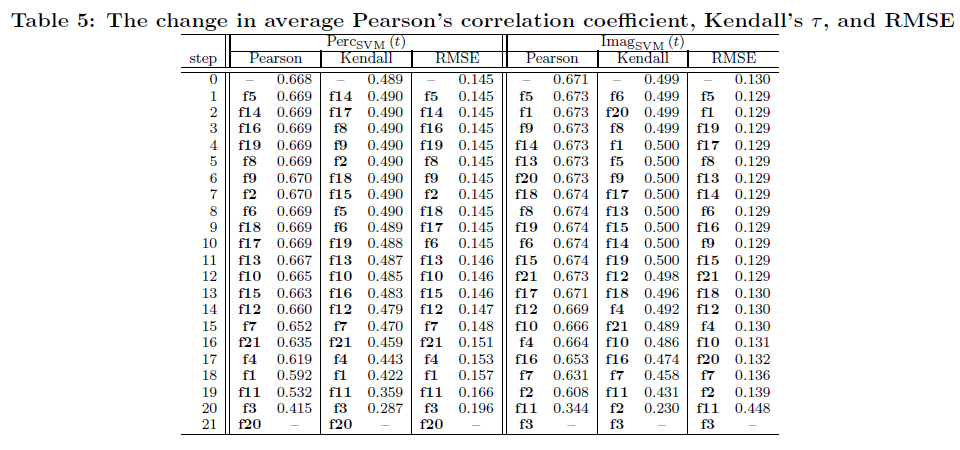 Table 5: The change in average Pearson's correlation coefficient, Kendall's τ, and RMSE
PercSVM (t) ImagSVM (t)
step Pearson Kendall RMSE Pearson Kendall RMSE
0 – 0.668 – 0.489 – 0.145 – 0.671 – 0.499 – 0.130
1 f5 0.669 f14 0.490 f5 0.145 f5 0.673 f6 0.499 f5 0.129
2 f14 0.669 f17 0.490 f14 0.145 f1 0.673 f20 0.499 f1 0.129
3 f16 0.669 f8 0.490 f16 0.145 f9 0.673 f8 0.499 f19 0.129
4 f19 0.669 f9 0.490 f19 0.145 f14 0.673 f1 0.500 f17 0.129
5 f8 0.669 f2 0.490 f8 0.145 f13 0.673 f5 0.500 f8 0.129
6 f9 0.670 f18 0.490 f9 0.145 f20 0.673 f9 0.500 f13 0.129
7 f2 0.670 f15 0.490 f2 0.145 f18 0.674 f17 0.500 f14 0.129
8 f6 0.669 f5 0.490 f18 0.145 f8 0.674 f13 0.500 f6 0.129
9 f18 0.669 f6 0.489 f17 0.145 f19 0.674 f15 0.500 f16 0.129
10 f17 0.669 f19 0.488 f6 0.145 f6 0.674 f14 0.500 f9 0.129
11 f13 0.667 f13 0.487 f13 0.146 f15 0.674 f19 0.500 f15 0.129
12 f10 0.665 f10 0.485 f10 0.146 f21 0.673 f12 0.498 f21 0.129
13 f15 0.663 f16 0.483 f15 0.146 f17 0.671 f18 0.496 f18 0.130
14 f12 0.660 f12 0.479 f12 0.147 f12 0.669 f4 0.492 f12 0.130
15 f7 0.652 f7 0.470 f7 0.148 f10 0.666 f21 0.489 f4 0.130
16 f21 0.635 f21 0.459 f21 0.151 f4 0.664 f10 0.486 f10 0.131
17 f4 0.619 f4 0.443 f4 0.153 f16 0.653 f16 0.474 f20 0.132
18 f1 0.592 f1 0.422 f1 0.157 f7 0.631 f7 0.458 f7 0.136
19 f11 0.532 f11 0.359 f11 0.166 f2 0.608 f11 0.431 f2 0.139
20 f3 0.415 f3 0.287 f3 0.196 f11 0.344 f2 0.230 f11 0.448
21 f20 – f20 – f20 – f3 – f3 – f3 –